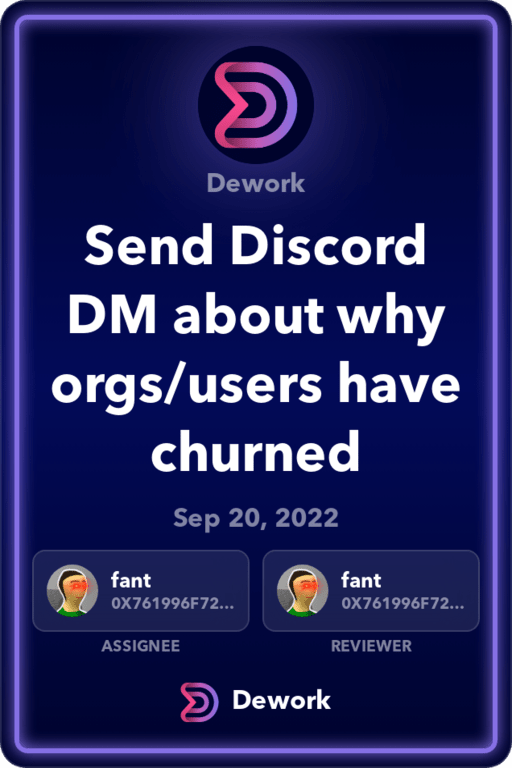 Dework
Send Discord
DM about why
orgs/users have
churned
Sep 20, 2022
fant
0X761996F72...
ASSIGNEE
fant
0X761996F72...
REVIEWER
Dework